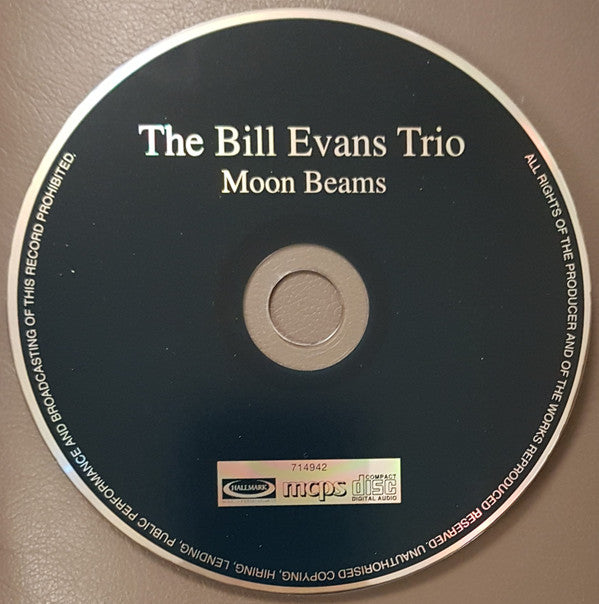 The Bill Evans Trio
Moon Beams
ALL RIGHTS OF THE PRODUCER AND OF THE WORKS REPRODUCED RESERVED. UNAUTHORISED COPYING, HIRING, LENDING, PUBLIC PERFORMANCE AND BROADCASTING OF THIS RECORD PROHIBITED.
714942
HALLMARK mcps COMPACT disc DIGITAL AUDIO